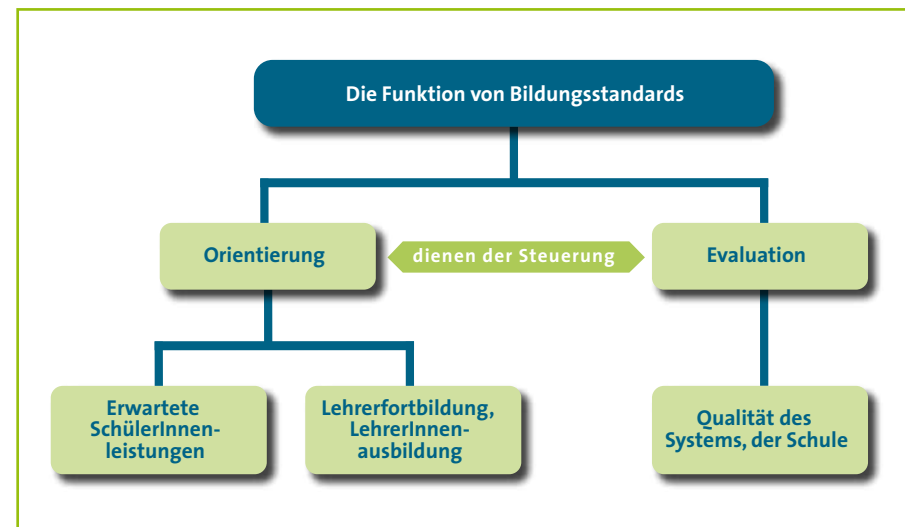 Die Funktion von Bildungsstandards
Orientierung
dienen der Steuerung
Evaluation
Erwartete
SchülerInnen-
leistungen
Lehrerfortbildung,
LehrerInnen-
ausbildung
Qualität des
Systems, der Schule